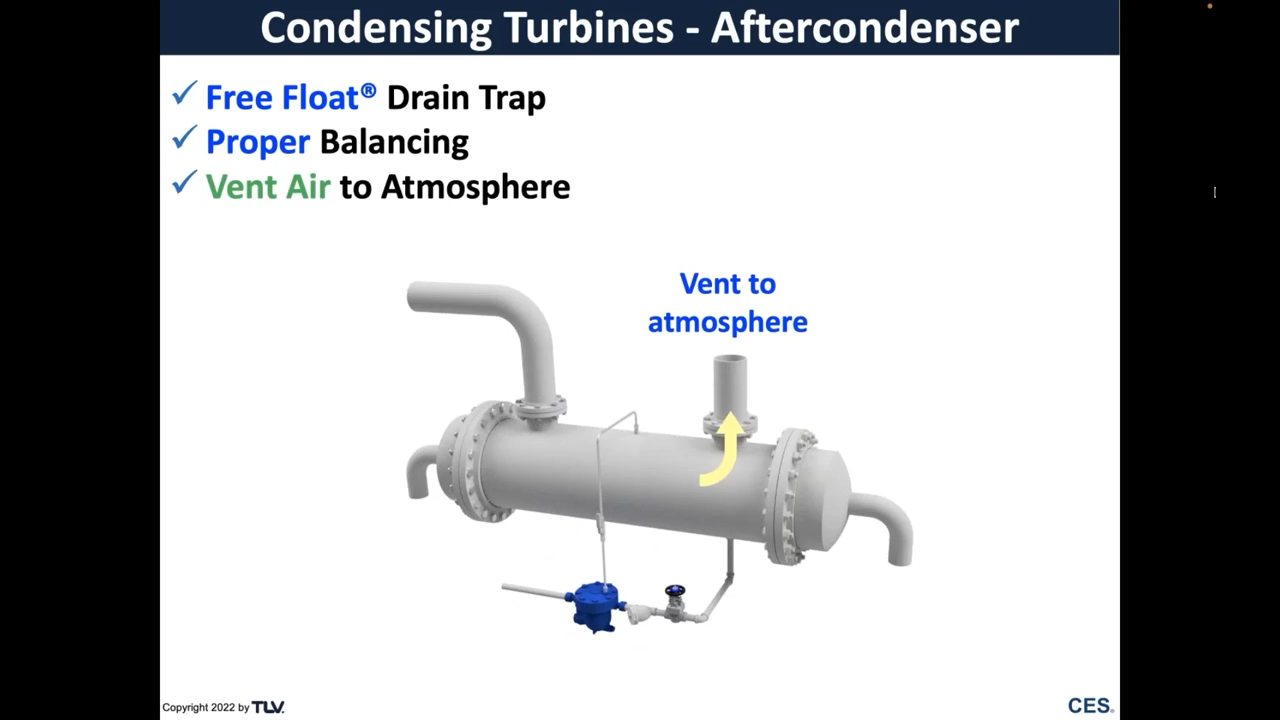 Condensing Turbines - Aftercondenser
Free Float® Drain Trap
Proper Balancing
Vent Air to Atmosphere
Vent to
atmosphere
Copyright 2022 by TLV.
CES®